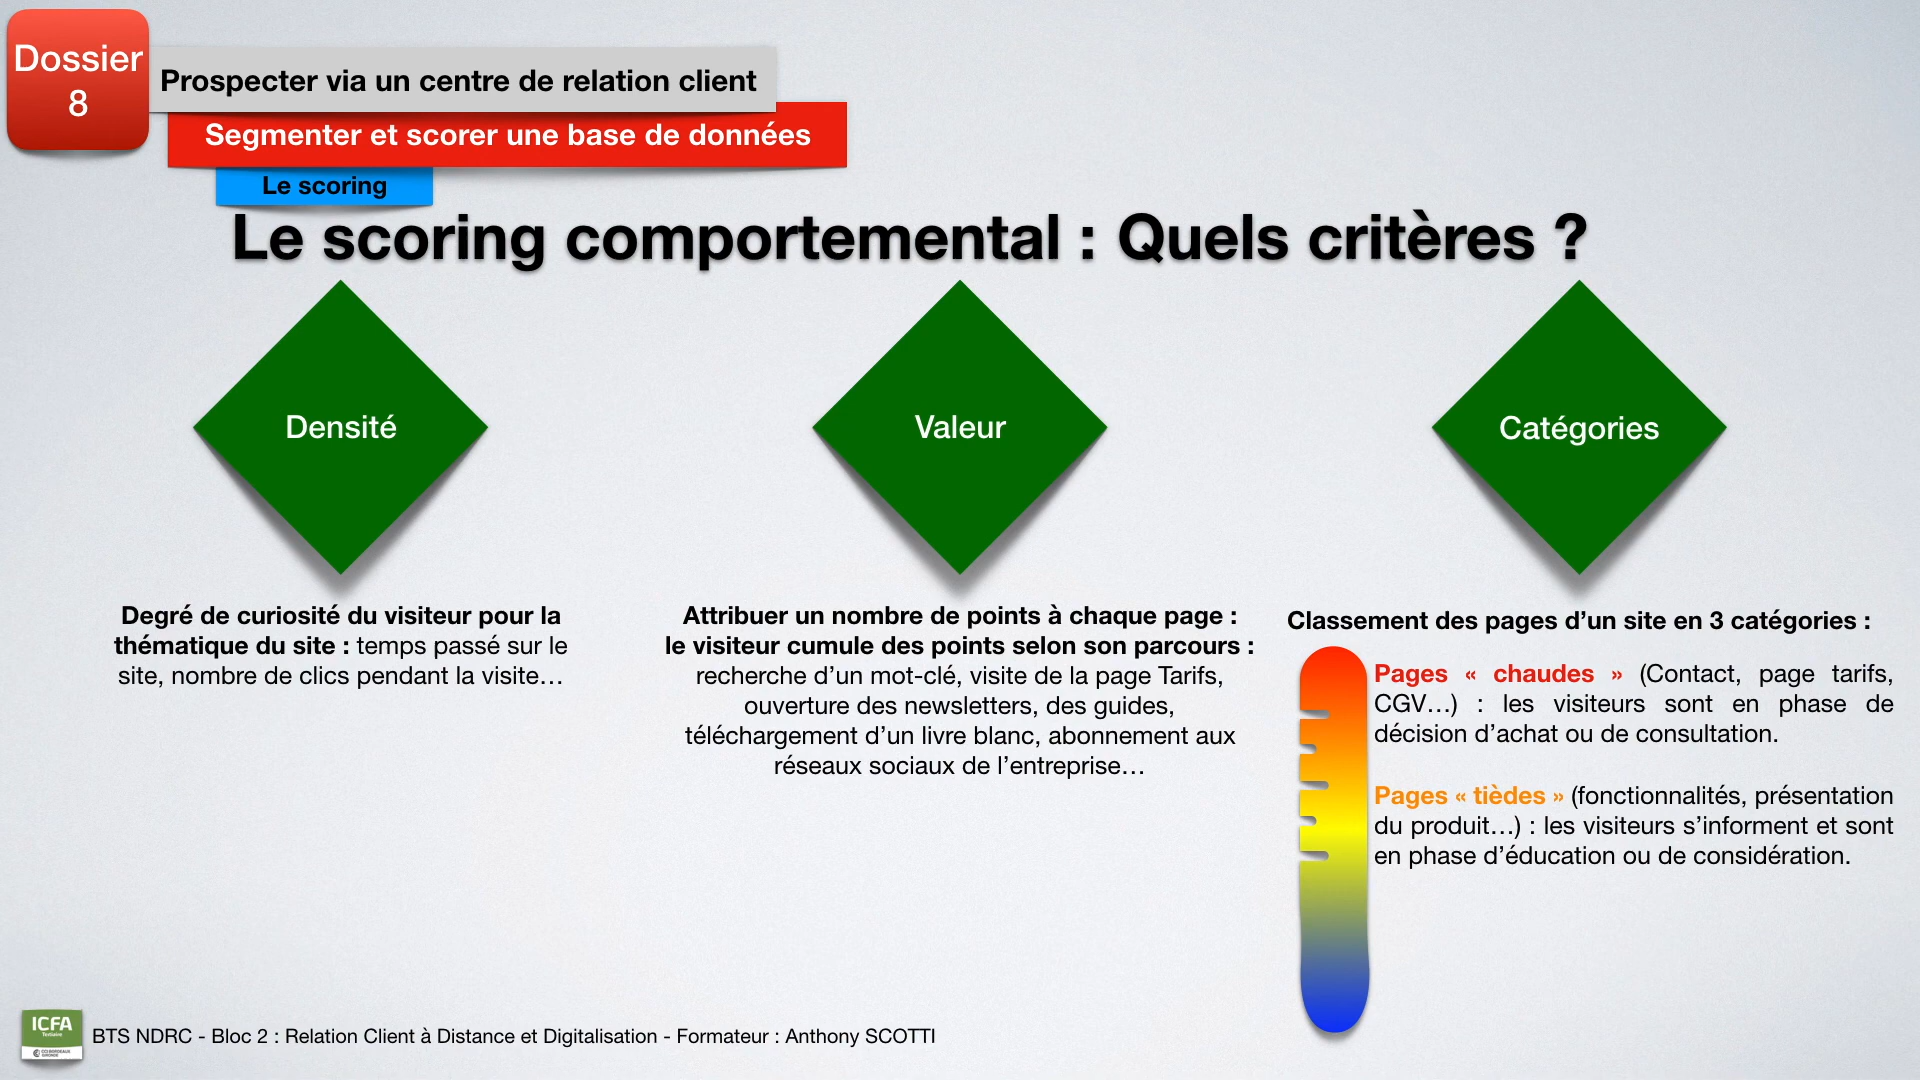 Dossier
8
Prospecter via un centre de relation client
Segmenter et scorer une base de données
Le scoring
Le scoring comportemental : Quels critères ?
Densité
Degré de curiosité du visiteur pour la
thématique du site : temps passé sur le
site, nombre de clics pendant la visite…
Valeur
Attribuer un nombre de points à chaque page :
le visiteur cumule des points selon son parcours :
recherche d’un mot-clé, visite de la page Tarifs,
ouverture des newsletters, des guides,
téléchargement d’un livre blanc, abonnement aux
réseaux sociaux de l’entreprise…
Catégories
Classement des pages d’un site en 3 catégories :
Pages « chaudes » (Contact, page tarifs,
CGV…) : les visiteurs sont en phase de
décision d’achat ou de consultation.
Pages « tièdes » (fonctionnalités, présentation
du produit…) : les visiteurs s’informent et sont
en phase d’éducation ou de considération.
ICFA
Tertiaire
CCI BORDEAUX
GIRONDE
BTS NDRC - Bloc 2 : Relation Client à Distance et Digitalisation - Formateur : Anthony SCOTTI